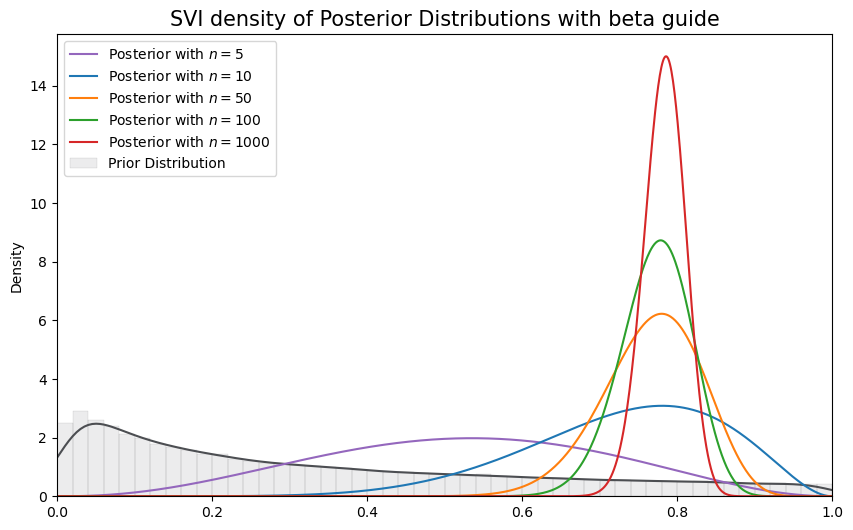 SVI density of Posterior Distributions with beta guide
Posterior with n = 5
Posterior with n = 10
Posterior with n = 50
Posterior with n = 100
Posterior with n = 1000
Prior Distribution
Density
14
12
10
8
6
4
2
0
0.0 0.2 0.4 0.6 0.8 1.0